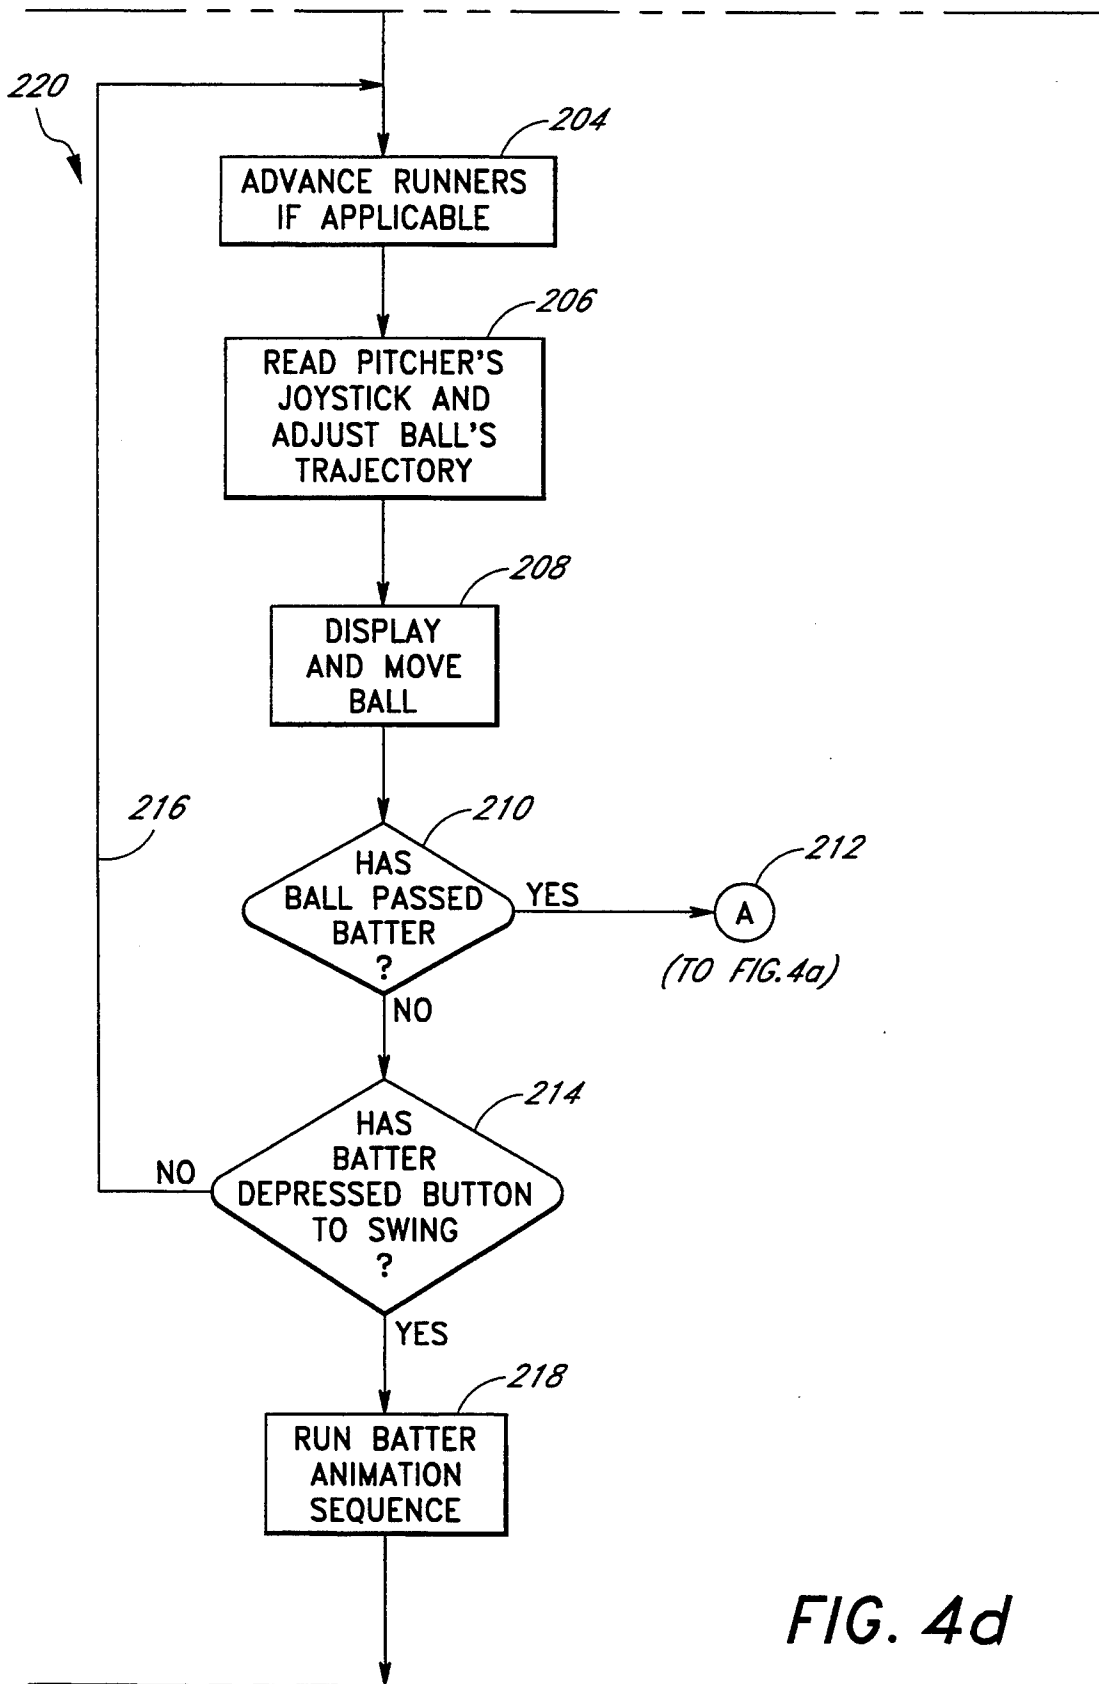 220
204
ADVANCE RUNNERS
IF APPLICABLE
206
READ PITCHER'S
JOYSTICK AND
ADJUST BALL'S
TRAJECTORY
208
DISPLAY
AND MOVE
BALL
216
210
HAS
BALL PASSED
BATTER
?
YES
212
A
(TO FIG.4a)
NO
214
HAS
BATTER
DEPRESSED BUTTON
TO SWING
?
NO
YES
218
RUN BATTER
ANIMATION
SEQUENCE
FIG. 4d